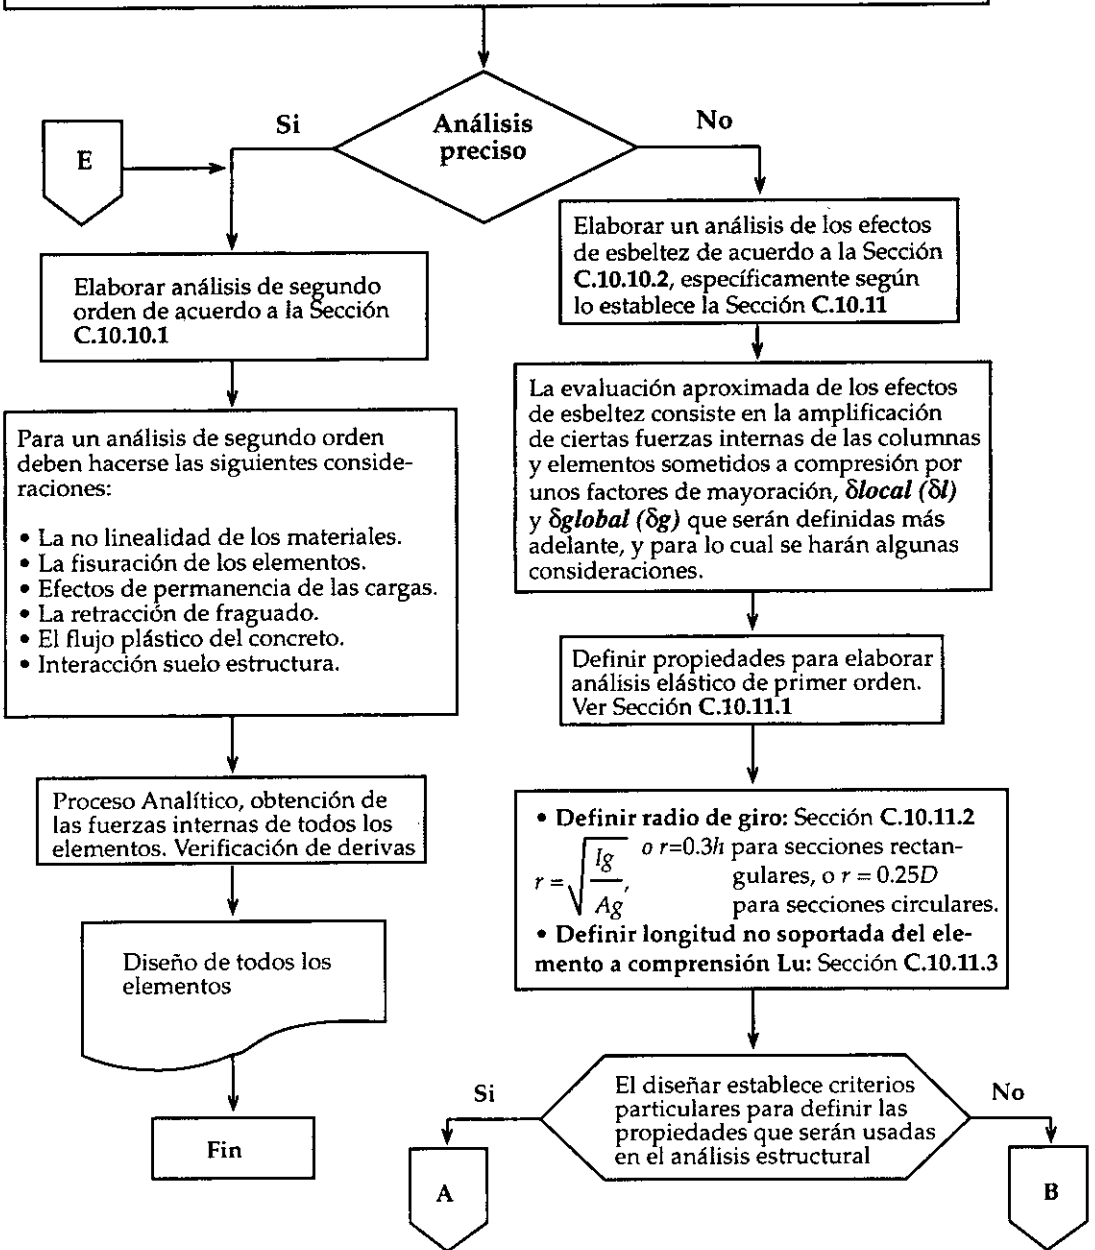 Análisis
preciso
Si
No
E
Elaborar análisis de segundo
orden de acuerdo a la Sección
C.10.10.1
Para un análisis de segundo orden
deben hacerse las siguientes conside-
raciones:
• La no linealidad de los materiales.
• La fisuración de los elementos.
• Efectos de permanencia de las cargas.
• La retracción de fraguado.
• El flujo plástico del concreto.
• Interacción suelo estructura.
Proceso Analítico, obtención de
las fuerzas internas de todos los
elementos. Verificación de derivas
Diseño de todos los
elementos
Fin
Elaborar un análisis de los efectos
de esbeltez de acuerdo a la Sección
C.10.10.2, específicamente según
lo establece la Sección C.10.11
La evaluación aproximada de los efectos
de esbeltez consiste en la amplificación
de ciertas fuerzas internas de las columnas
y elementos sometidos a compresión por
unos factores de mayoración, δlocal (δl)
y δglobal (δg) que serán definidas más
adelante, y para lo cual se harán algunas
consideraciones.
Definir propiedades para elaborar
análisis elástico de primer orden.
Ver Sección C.10.11.1
• Definir radio de giro: Sección C.10.11.2
r = √(Ig/Ag), o r=0.3h para secciones rectan-
gulares, o r = 0.25D
para secciones circulares.
• Definir longitud no soportada del ele-
mento a comprensión Lu: Sección C.10.11.3
El diseñar establece criterios
particulares para definir las
propiedades que serán usadas
en el análisis estructural
Si
No
A
B